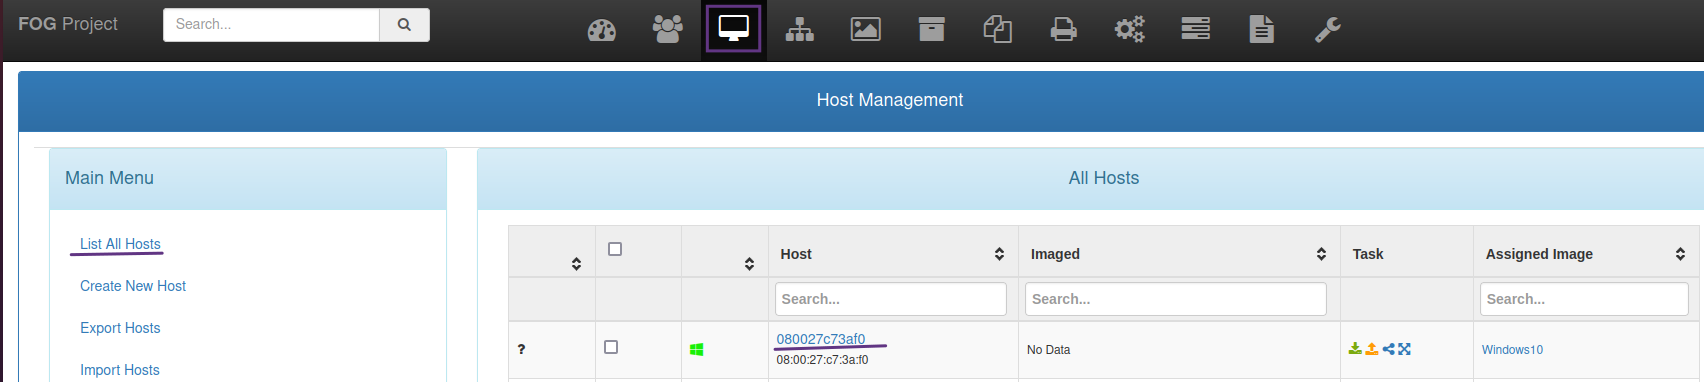 FOG Project Search...
Host Management
Main Menu
List All Hosts
Create New Host
Export Hosts
Import Hosts
All Hosts
Host Imaged Task Assigned Image
Search... Search... Search...
? 080027c73af0 No Data Windows10
08:00:27:c7:3a:f0